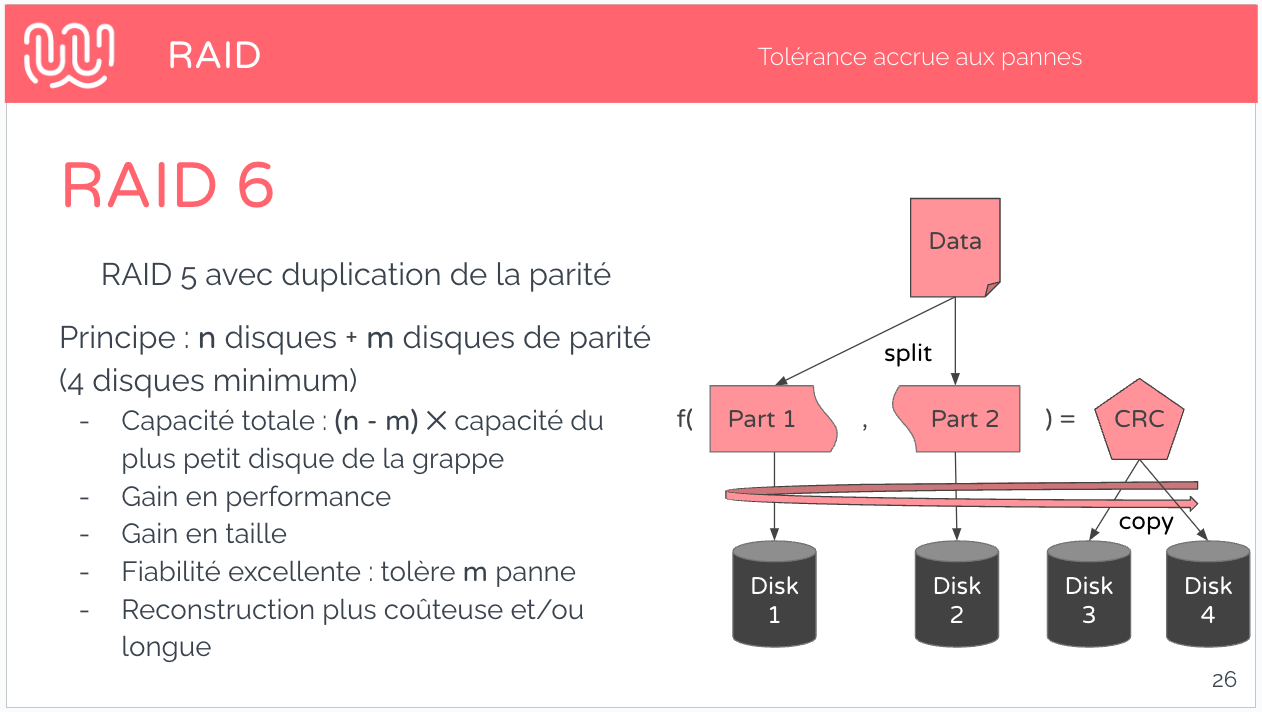 RAID
Tolérance accrue aux pannes
RAID 6
RAID 5 avec duplication de la parité
Principe : n disques + m disques de parité
(4 disques minimum)
- Capacité totale : (n - m) ✕ capacité du
plus petit disque de la grappe
- Gain en performance
- Gain en taille
- Fiabilité excellente : tolère m panne
- Reconstruction plus coûteuse et/ou
longue
Data
split
f( Part 1 , Part 2 ) = CRC
copy
Disk
1
Disk
2
Disk
3
Disk
4
26